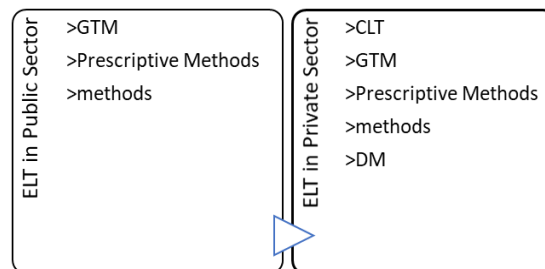 ELT in Public Sector
>GTM
>Prescriptive Methods
>methods
ELT in Private Sector
>CLT
>GTM
>Prescriptive Methods
>methods
>DM